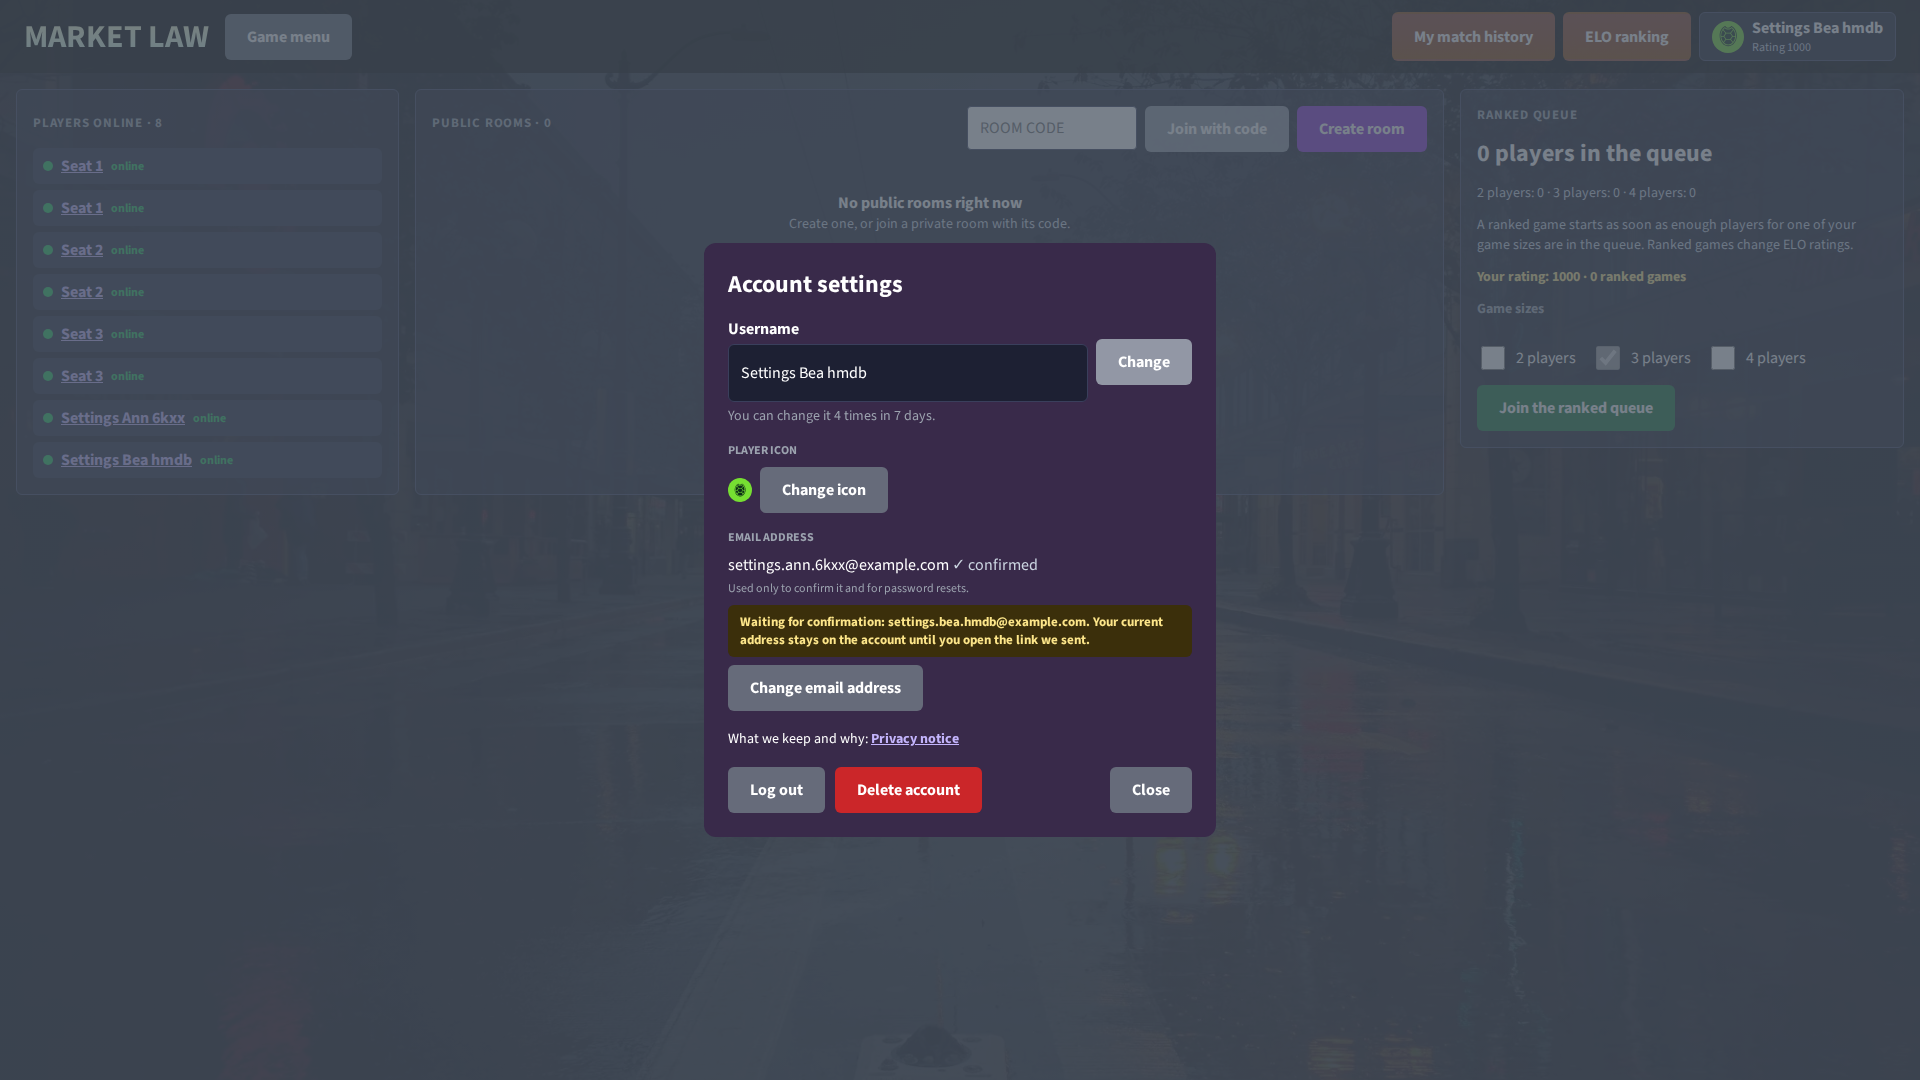 MARKET LAW
Game menu
My match history
ELO ranking
Settings Bea hmdb
Rating 1000
PLAYERS ONLINE · 8
Seat 1 online
Seat 1 online
Seat 2 online
Seat 2 online
Seat 3 online
Seat 3 online
Settings Ann 6kxx online
Settings Bea hmdb online
PUBLIC ROOMS · 0
ROOM CODE
Join with code
Create room
No public rooms right now
Create one, or join a private room with its code.
RANKED QUEUE
0 players in the queue
2 players: 0 · 3 players: 0 · 4 players: 0
A ranked game starts as soon as enough players for one of your
game sizes are in the queue. Ranked games change ELO ratings.
Your rating: 1000 · 0 ranked games
Game sizes
2 players
3 players
4 players
Join the ranked queue
Account settings
Username
Settings Bea hmdb
Change
You can change it 4 times in 7 days.
PLAYER ICON
Change icon
EMAIL ADDRESS
settings.ann.6kxx@example.com ✓ confirmed
Used only to confirm it and for password resets.
Waiting for confirmation: settings.bea.hmdb@example.com. Your current
address stays on the account until you open the link we sent.
Change email address
What we keep and why: Privacy notice
Log out
Delete account
Close